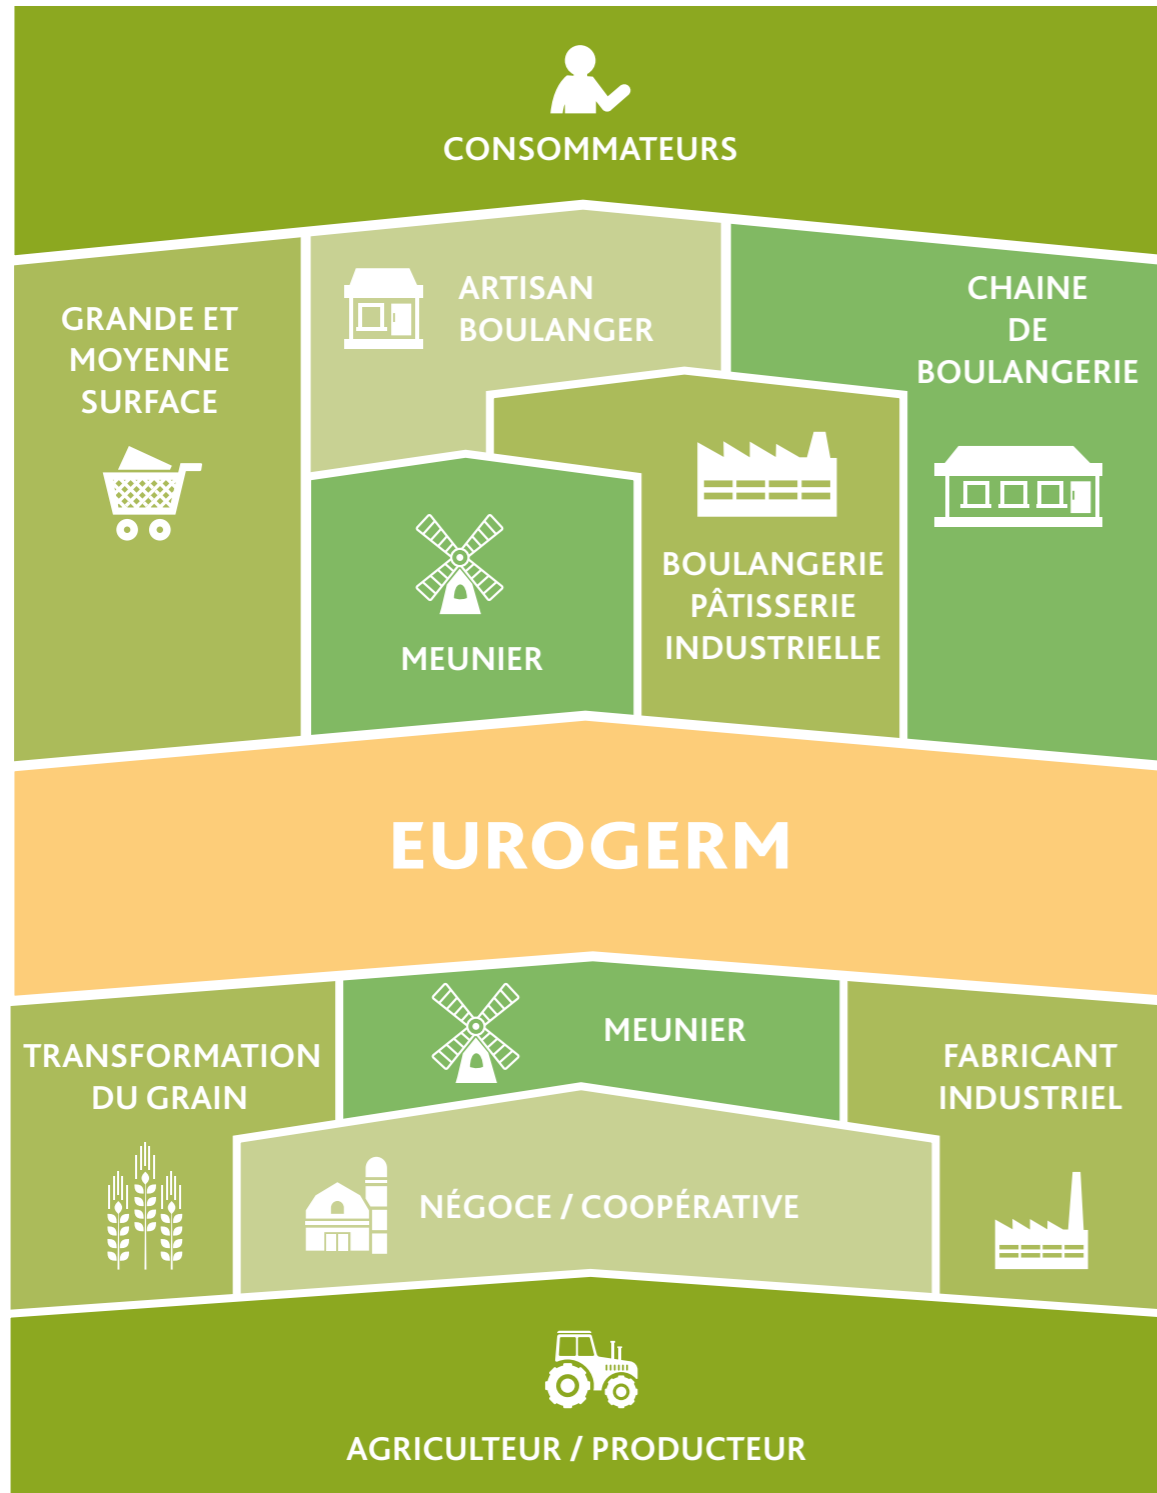 CONSOMMATEURS
GRANDE ET
MOYENNE
SURFACE
ARTISAN
BOULANGER
CHAINE
DE
BOULANGERIE
MEUNIER
BOULANGERIE
PÂTISSERIE
INDUSTRIELLE
EUROGERM
TRANSFORMATION
DU GRAIN
MEUNIER
FABRICANT
INDUSTRIEL
NÉGOCE / COOPÉRATIVE
AGRICULTEUR / PRODUCTEUR